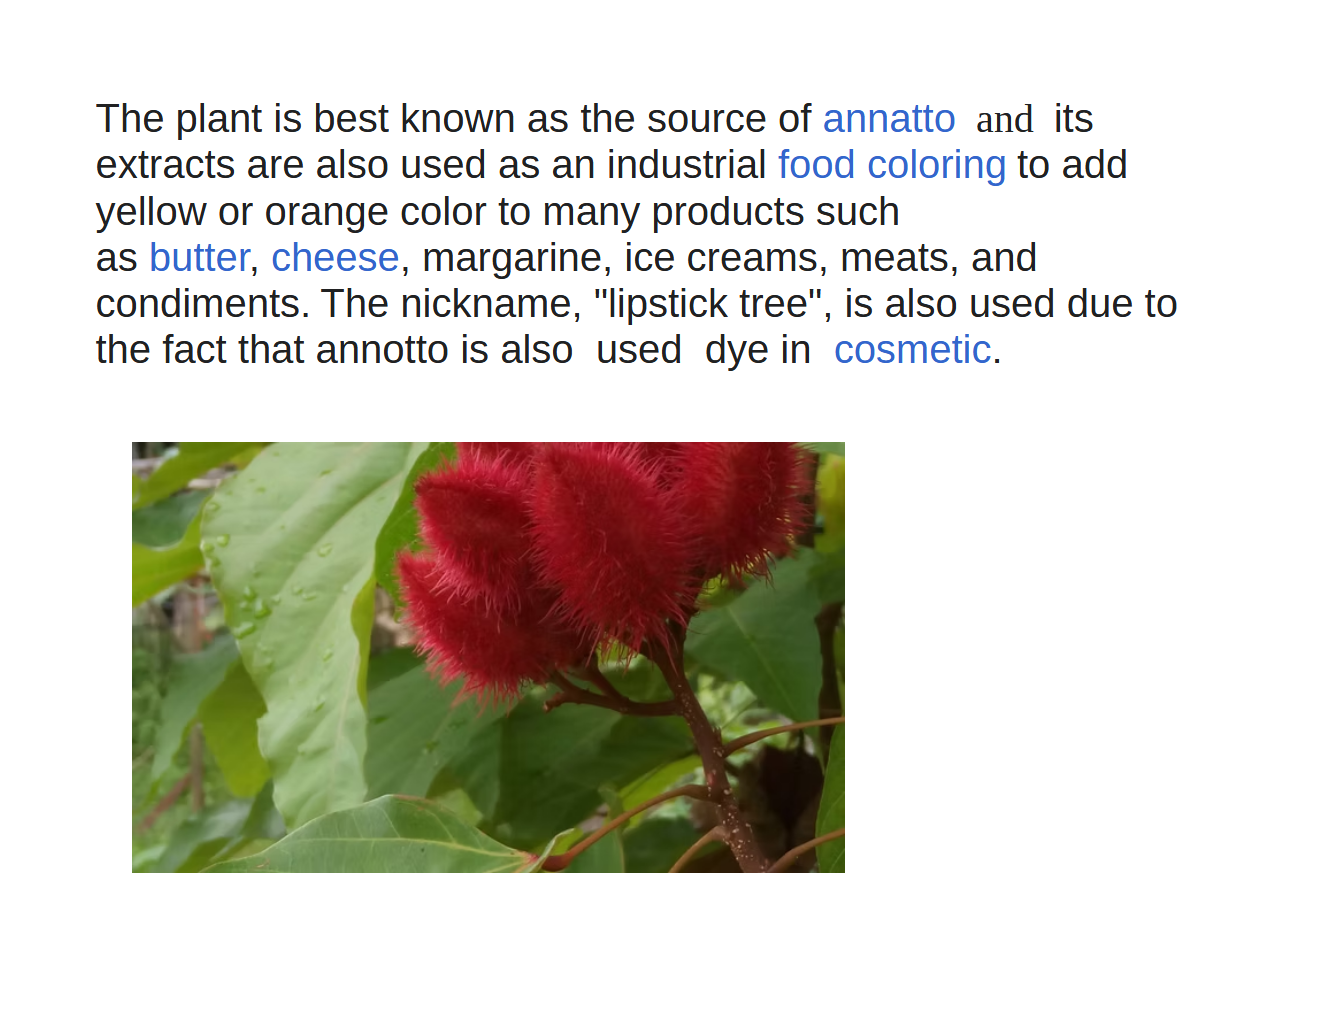 The plant is best known as the source of annatto  and  its
extracts are also used as an industrial food coloring to add
yellow or orange color to many products such
as butter, cheese, margarine, ice creams, meats, and
condiments. The nickname, "lipstick tree", is also used due to
the fact that annotto is also  used  dye in  cosmetic.